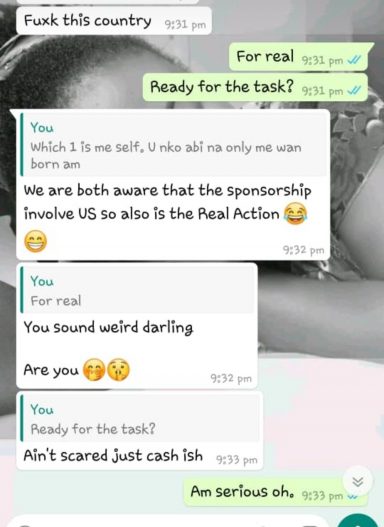 Fuxk this country 9:31 pm
For real 9:31 pm
Ready for the task? 9:31 pm
You
Which 1 is me self. U nko abi na only me wan
born am
We are both aware that the sponsorship
involve US so also is the Real Action 😂
😁
9:32 pm
You
For real
You sound weird darling
Are you 🤭🤫
9:32 pm
You
Ready for the task?
Ain't scared just cash ish 9:33 pm
Am serious oh. 9:33 pm